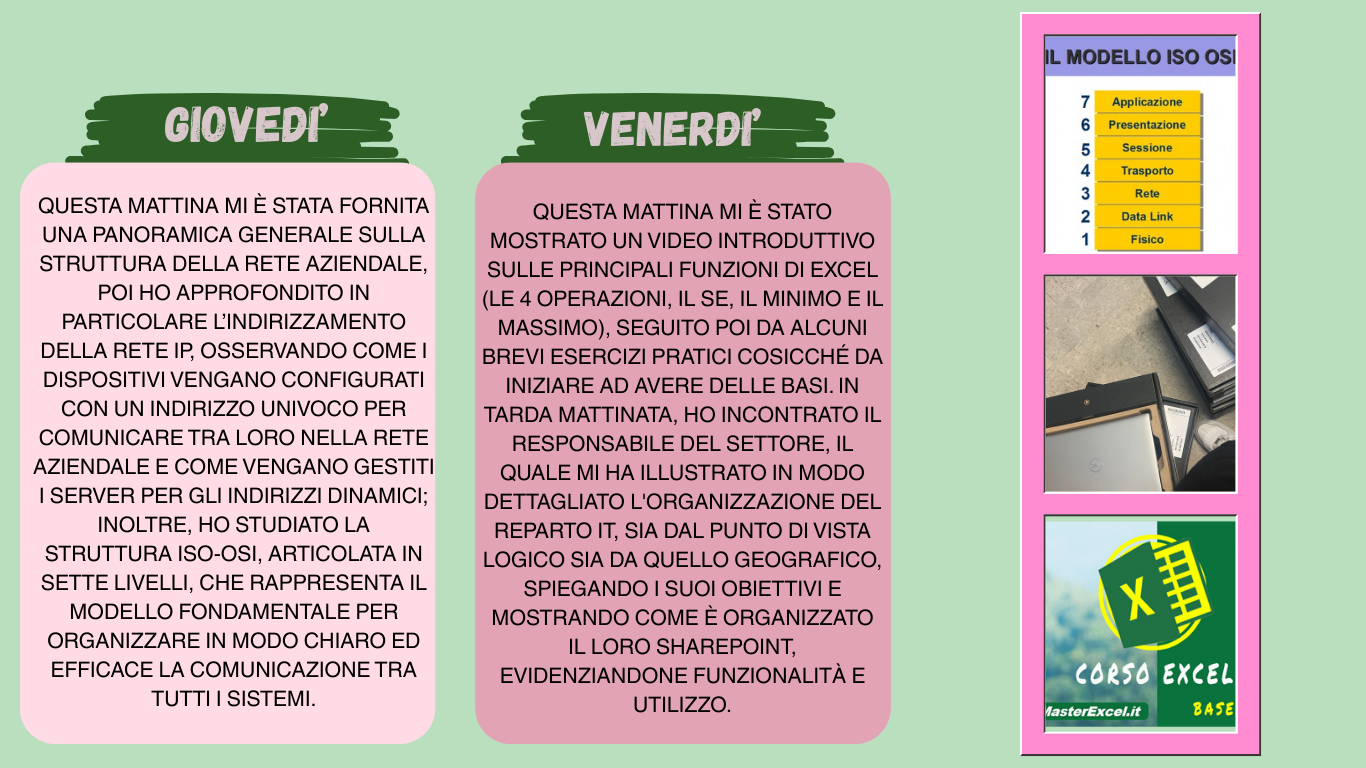 GIOVEDI'
QUESTA MATTINA MI È STATA FORNITA
UNA PANORAMICA GENERALE SULLA
STRUTTURA DELLA RETE AZIENDALE,
POI HO APPROFONDITO IN
PARTICOLARE L'INDIRIZZAMENTO
DELLA RETE IP, OSSERVANDO COME I
DISPOSITIVI VENGANO CONFIGURATI
CON UN INDIRIZZO UNIVOCO PER
COMUNICARE TRA LORO NELLA RETE
AZIENDALE E COME VENGANO GESTITI
I SERVER PER GLI INDIRIZZI DINAMICI;
INOLTRE, HO STUDIATO LA
STRUTTURA ISO-OSI, ARTICOLATA IN
SETTE LIVELLI, CHE RAPPRESENTA IL
MODELLO FONDAMENTALE PER
ORGANIZZARE IN MODO CHIARO ED
EFFICACE LA COMUNICAZIONE TRA
TUTTI I SISTEMI.
VENERDI'
QUESTA MATTINA MI È STATO
MOSTRATO UN VIDEO INTRODUTTIVO
SULLE PRINCIPALI FUNZIONI DI EXCEL
(LE 4 OPERAZIONI, IL SE, IL MINIMO E IL
MASSIMO), SEGUITO POI DA ALCUNI
BREVI ESERCIZI PRATICI COSICCHÉ DA
INIZIARE AD AVERE DELLE BASI. IN
TARDA MATTINATA, HO INCONTRATO IL
RESPONSABILE DEL SETTORE, IL
QUALE MI HA ILLUSTRATO IN MODO
DETTAGLIATO L'ORGANIZZAZIONE DEL
REPARTO IT, SIA DAL PUNTO DI VISTA
LOGICO SIA DA QUELLO GEOGRAFICO,
SPIEGANDO I SUOI OBIETTIVI E
MOSTRANDO COME È ORGANIZZATO
IL LORO SHAREPOINT,
EVIDENZIANDONE FUNZIONALITÀ E
UTILIZZO.
IL MODELLO ISO OSI
7 Applicazione
6 Presentazione
5 Sessione
4 Trasporto
3 Rete
2 Data Link
1 Fisico
X
CORSO EXCEL
MasterExcel.it
BASE